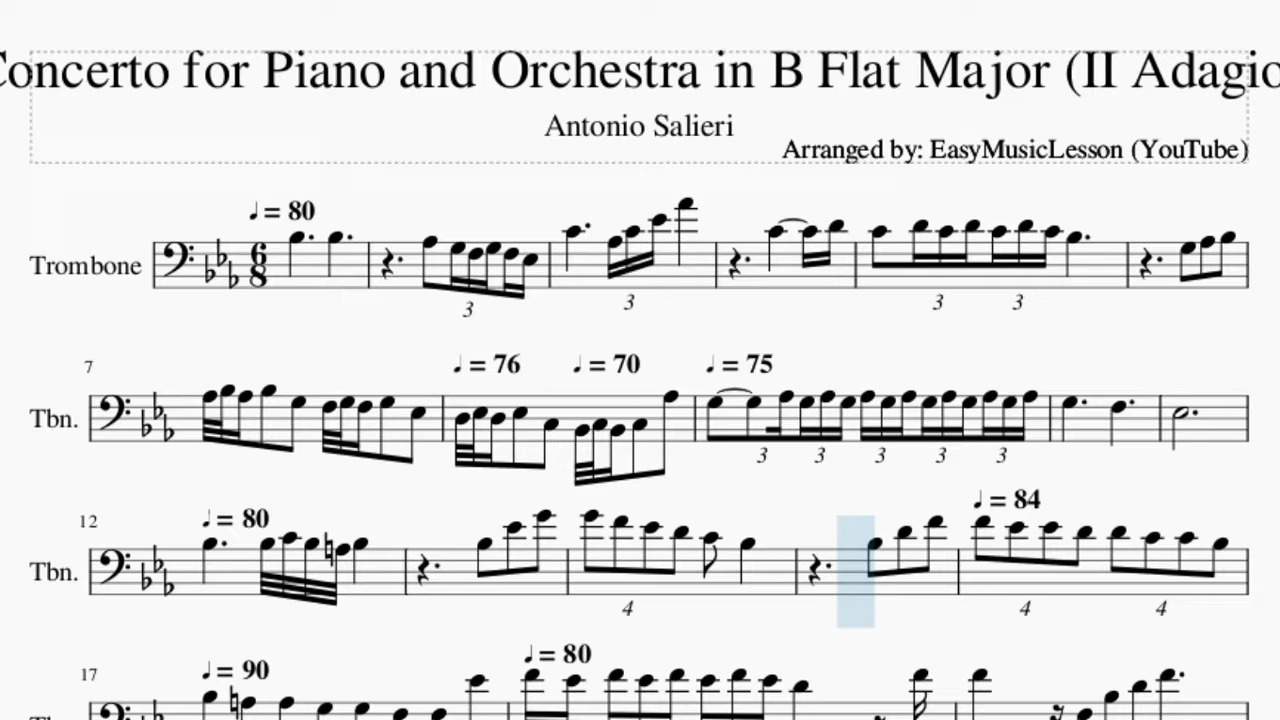 Concerto for Piano and Orchestra in B Flat Major (II Adagio
Antonio Salieri
Arranged by: EasyMusicLesson (YouTube)
♩ = 80
Trombone
6
8
3
3
3
3
7
♩ = 76
♩ = 70
♩ = 75
Tbn.
3
3
3
3
3
12
♩ = 80
♩ = 84
Tbn.
4
4
4
17
♩ = 90
♩ = 80